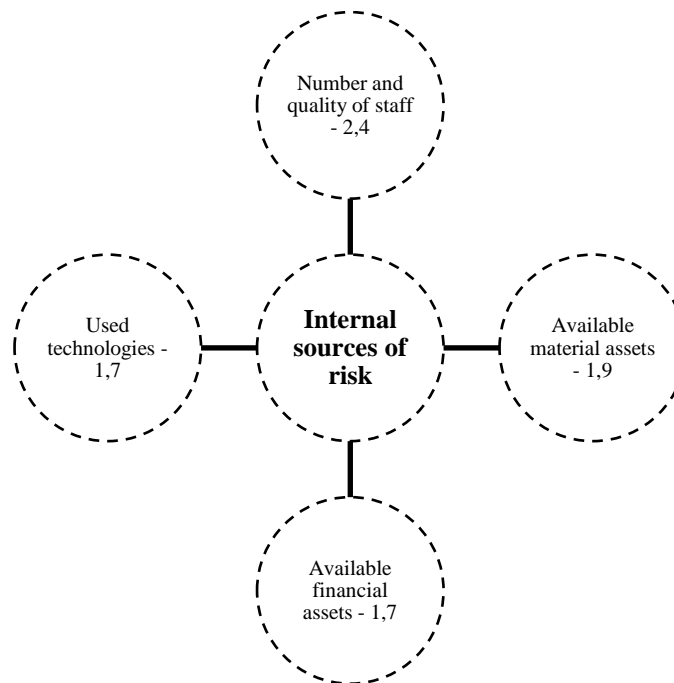 Number and
quality of staff
- 2,4
Used
technologies -
1,7
Internal
sources of
risk
Available
material assets
- 1,9
Available
financial
assets - 1,7